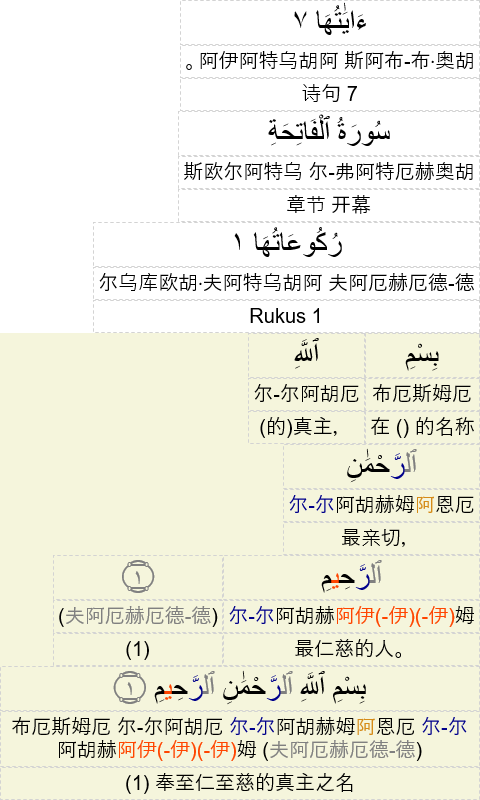 ءَايَٰتُهَا ٧
阿伊阿特乌胡阿 斯阿布-布·奥胡。
诗句 7
سُورَةُ ٱلْفَاتِحَةِ
斯欧尔阿特乌 尔-弗阿特厄赫奥胡
章节 开幕
رُكُوعَاتُهَا ١
尔乌库欧胡·夫阿特乌胡阿 夫阿厄赫厄德-德
Rukus 1
بِسْمِ ٱللَّهِ
布厄斯姆厄 尔-尔阿胡厄
在 () 的名称 (的)真主,
ٱلرَّحْمَٰنِ
尔-尔阿胡赫姆阿恩厄
最亲切,
ٱلرَّحِيمِ ١
尔-尔阿胡赫阿伊(-伊)(-伊)姆 (夫阿厄赫厄德-德)
最仁慈的人。 (1)
بِسْمِ ٱللَّهِ ٱلرَّحْمَٰنِ ٱلرَّحِيمِ ١
布厄斯姆厄 尔-尔阿胡厄 尔-尔阿胡赫姆阿恩厄 尔-尔
阿胡赫阿伊(-伊)(-伊)姆 (夫阿厄赫厄德-德)
(1) 奉至仁至慈的真主之名